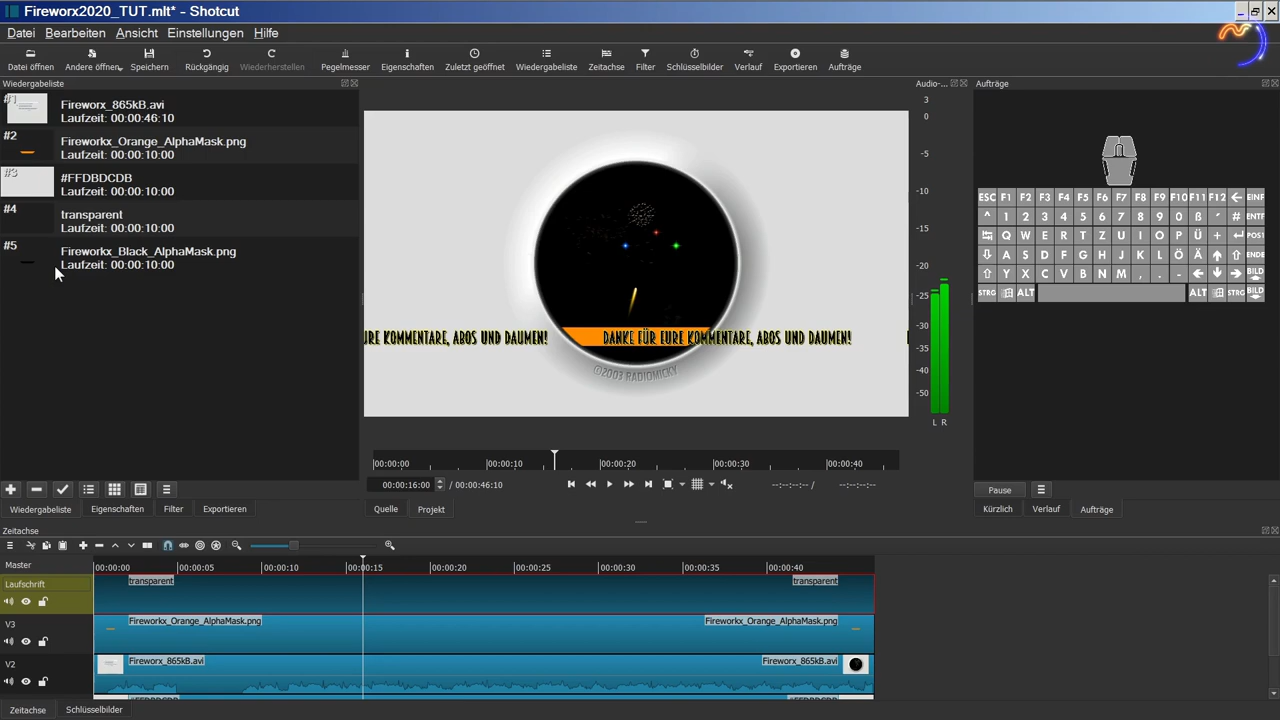 Fireworx2020_TUT.mlt* - Shotcut
Datei Bearbeiten Ansicht Einstellungen Hilfe
Datei öffnen Andere öffnen Speichern Rückgängig Wiederherstellen Pegelmesser Eigenschaften Zuletzt geöffnet Wiedergabeliste Zeitachse Filter Schlüsselbilder Verlauf Exportieren Aufträge
Wiedergabeliste
#1
Fireworx_865kB.avi
Laufzeit: 00:00:46:10
#2
Fireworkx_Orange_AlphaMask.png
Laufzeit: 00:00:10:00
#3
#FFDBDCDB
Laufzeit: 00:00:10:00
#4
transparent
Laufzeit: 00:00:10:00
#5
Fireworkx_Black_AlphaMask.png
Laufzeit: 00:00:10:00
Wiedergabeliste Eigenschaften Filter Exportieren
URE KOMMENTARE, ABOS UND DAUMEN! DANKE FÜR EURE KOMMENTARE, ABOS UND DAUMEN!
©2003 RADIOMICKY
00:00:00 00:00:10 00:00:20 00:00:30 00:00:40
00:00:16:00 / 00:00:46:10 --:--:--:-- / --:--:--:--
Quelle Projekt
Audio-...
3
0
-5
-10
-15
-20
-25
-30
-35
-40
-50
L R
Aufträge
ESC F1 F2 F3 F4 F5 F6 F7 F8 F9 F10 F11 F12 EINF
^ 1 2 3 4 5 6 7 8 9 0 ß ´ # ENTF
Q W E R T Z U I O P Ü + POS1
A S D F G H J K L Ö Ä ENDE
Y X C V B N M , . - BILD
STRG ALT ALT STRG BILD
Pause
Kürzlich Verlauf Aufträge
Zeitachse
Master
00:00:00 00:00:05 00:00:10 00:00:15 00:00:20 00:00:25 00:00:30 00:00:35 00:00:40
Laufschrift
transparent transparent
V3
Fireworkx_Orange_AlphaMask.png Fireworkx_Orange_AlphaMask.png
V2
Fireworx_865kB.avi Fireworx_865kB.avi
#FFDBDCDB #FFDBDCDB
Zeitachse Schlüsselbilder